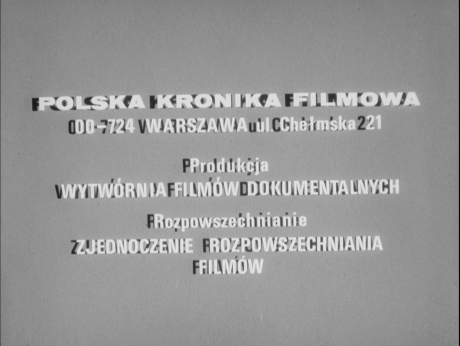 POLSKA KRONIKA FILMOWA
00-724 WARSZAWA ul. Chełmska 21
Produkcja
WYTWÓRNIA FILMÓW DOKUMENTALNYCH
Rozpowszechnianie
ZJEDNOCZENIE ROZPOWSZECHNIANIA
FILMÓW